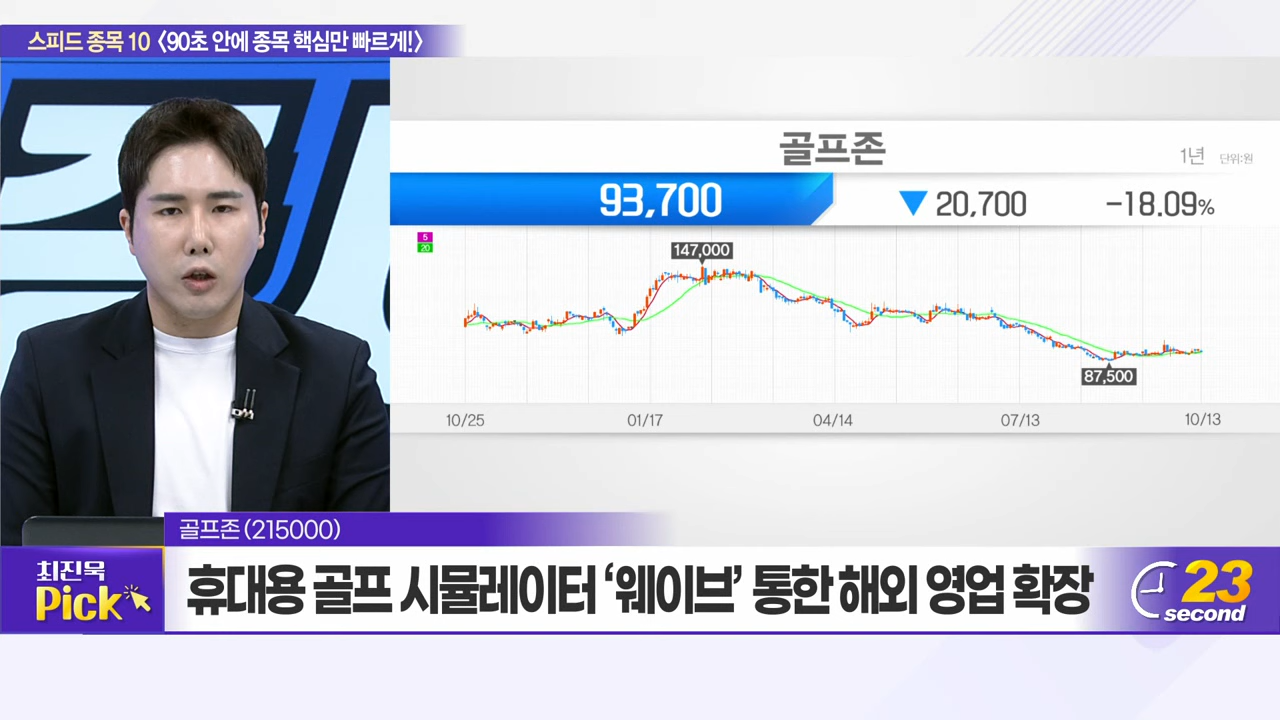 스피드 종목 10 〈90초 안에 종목 핵심만 빠르게!〉
골프존
1년 단위:원
93,700 ▼ 20,700 -18.09%
5
20
147,000
87,500
10/25 01/17 04/14 07/13 10/13
골프존(215000)
최진욱
Pick
휴대용 골프 시뮬레이터 ‘웨이브’ 통한 해외 영업 확장
23
second